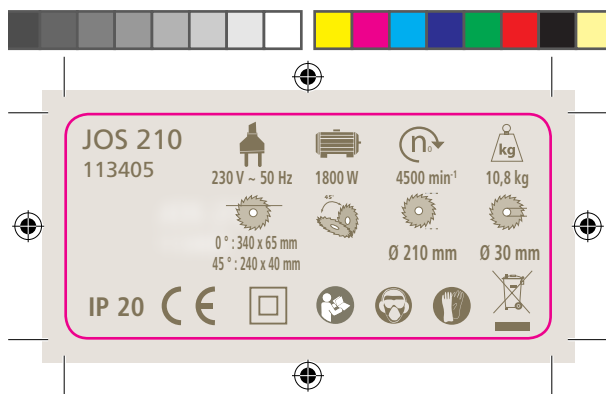 JOS 210
113405
230 V ~ 50 Hz
1800 W
n₀
4500 min⁻¹
kg
10,8 kg
45°
0 ° : 340 x 65 mm
45 ° : 240 x 40 mm
Ø 210 mm
Ø 30 mm
IP 20 CE